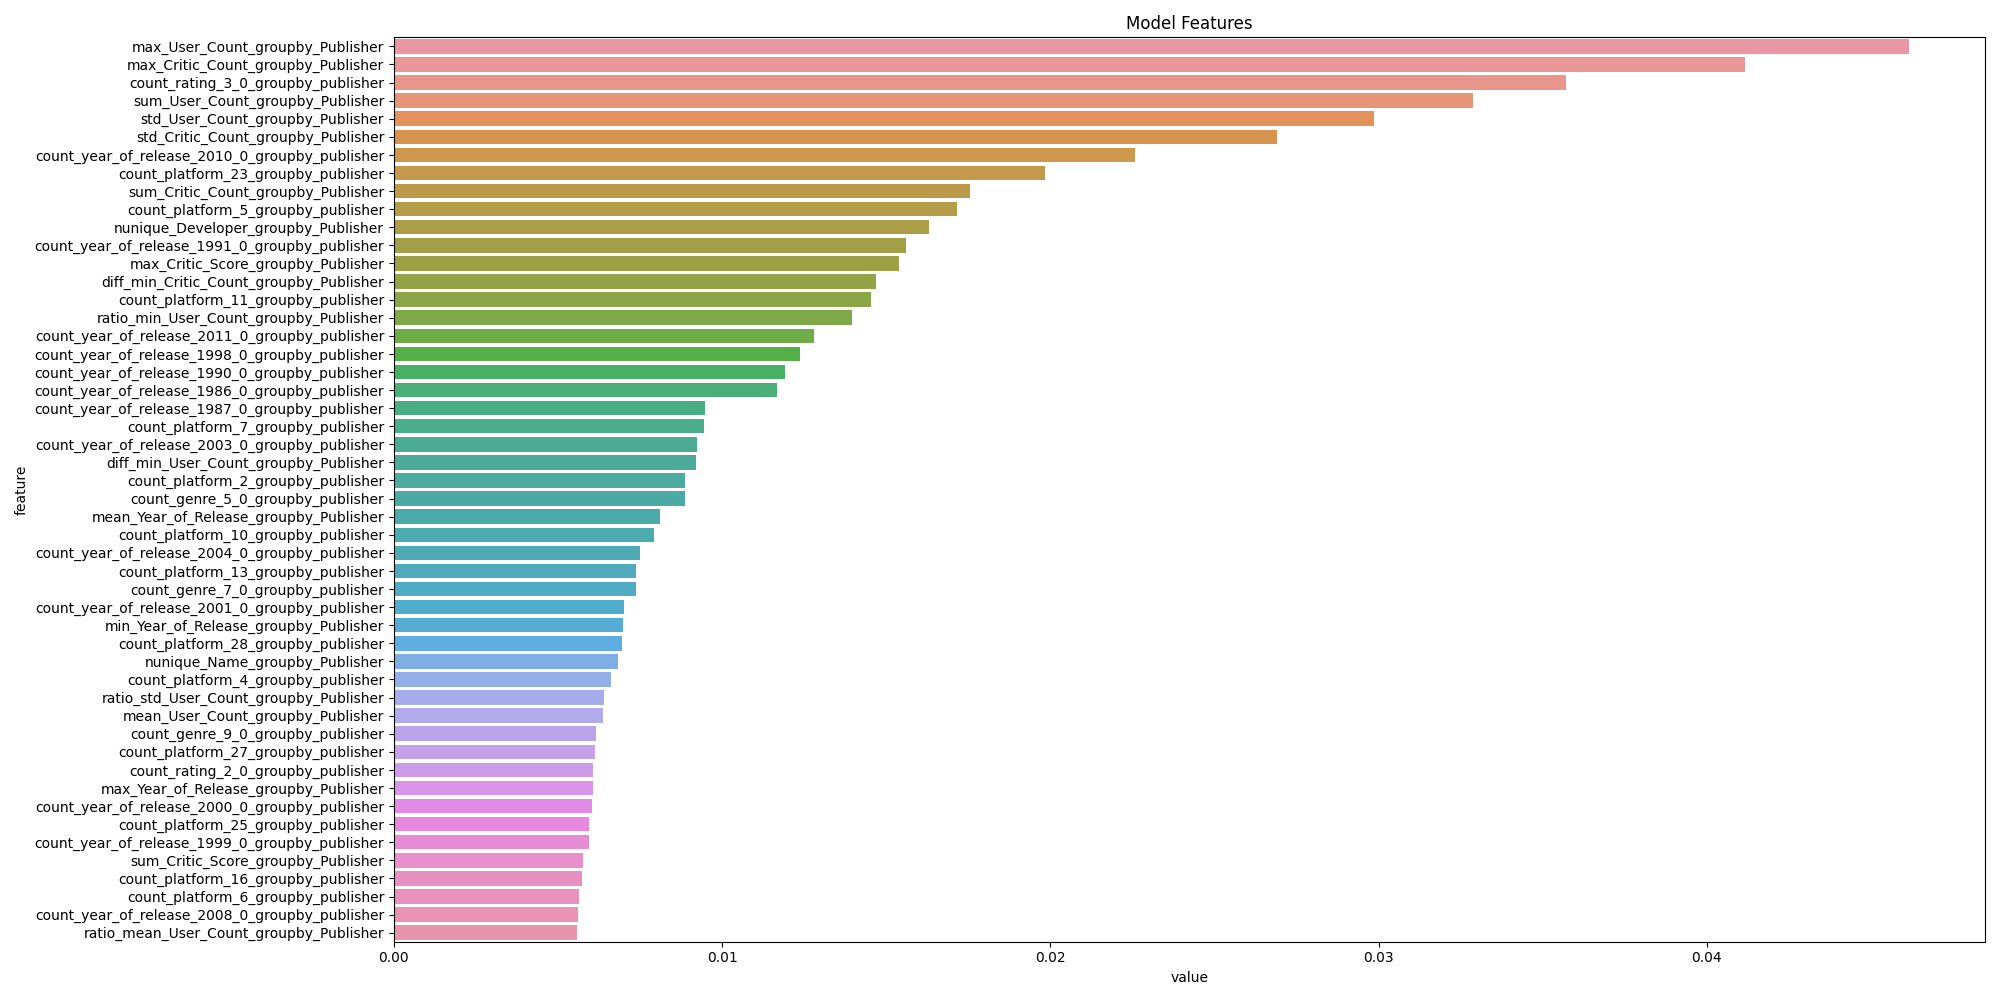 Model Features
max_User_Count_groupby_Publisher
max_Critic_Count_groupby_Publisher
count_rating_3_0_groupby_publisher
sum_User_Count_groupby_Publisher
std_User_Count_groupby_Publisher
std_Critic_Count_groupby_Publisher
count_year_of_release_2010_0_groupby_publisher
count_platform_23_groupby_publisher
sum_Critic_Count_groupby_Publisher
count_platform_5_groupby_publisher
nunique_Developer_groupby_Publisher
count_year_of_release_1991_0_groupby_publisher
max_Critic_Score_groupby_Publisher
diff_min_Critic_Count_groupby_Publisher
count_platform_11_groupby_publisher
ratio_min_User_Count_groupby_Publisher
count_year_of_release_2011_0_groupby_publisher
count_year_of_release_1998_0_groupby_publisher
count_year_of_release_1990_0_groupby_publisher
count_year_of_release_1986_0_groupby_publisher
count_year_of_release_1987_0_groupby_publisher
count_platform_7_groupby_publisher
count_year_of_release_2003_0_groupby_publisher
diff_min_User_Count_groupby_Publisher
count_platform_2_groupby_publisher
count_genre_5_0_groupby_publisher
mean_Year_of_Release_groupby_Publisher
count_platform_10_groupby_publisher
count_year_of_release_2004_0_groupby_publisher
count_platform_13_groupby_publisher
count_genre_7_0_groupby_publisher
count_year_of_release_2001_0_groupby_publisher
min_Year_of_Release_groupby_Publisher
count_platform_28_groupby_publisher
nunique_Name_groupby_Publisher
count_platform_4_groupby_publisher
ratio_std_User_Count_groupby_Publisher
mean_User_Count_groupby_Publisher
count_genre_9_0_groupby_publisher
count_platform_27_groupby_publisher
count_rating_2_0_groupby_publisher
max_Year_of_Release_groupby_Publisher
count_year_of_release_2000_0_groupby_publisher
count_platform_25_groupby_publisher
count_year_of_release_1999_0_groupby_publisher
sum_Critic_Score_groupby_Publisher
count_platform_16_groupby_publisher
count_platform_6_groupby_publisher
count_year_of_release_2008_0_groupby_publisher
ratio_mean_User_Count_groupby_Publisher
feature
0.00 0.01 0.02 0.03 0.04
value